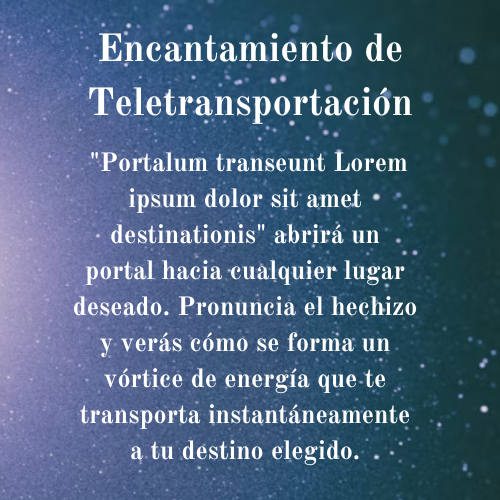 Encantamiento de
Teletransportación
"Portalum transeunt Lorem
ipsum dolor sit amet
destinationis" abrirá un
portal hacia cualquier lugar
deseado. Pronuncia el hechizo
y verás cómo se forma un
vórtice de energía que te
transporta instantáneamente
a tu destino elegido.